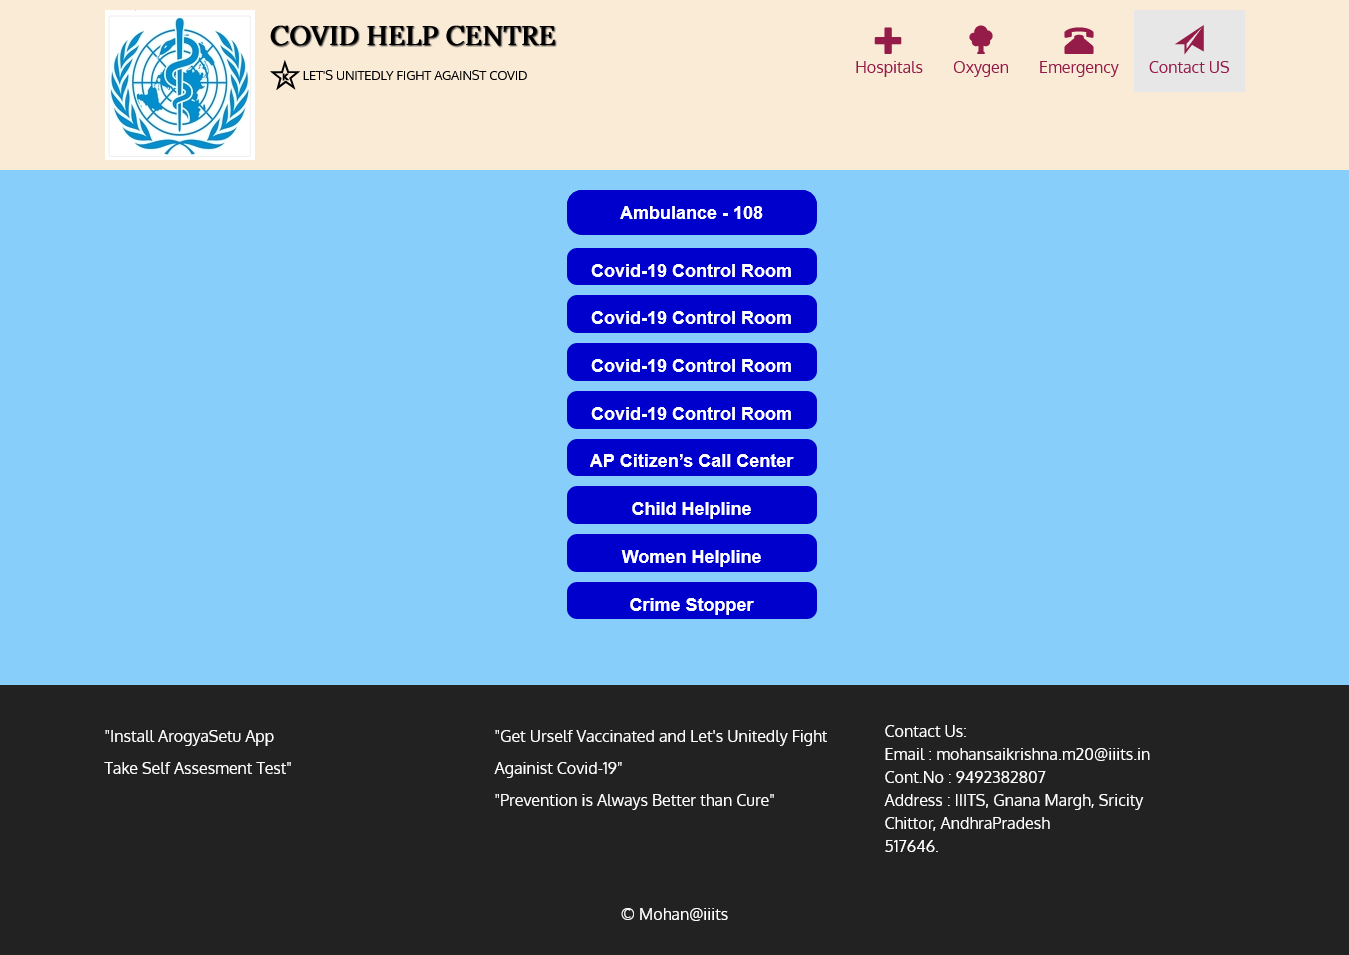 COVID HELP CENTRE
LET'S UNITEDLY FIGHT AGAINST COVID
Hospitals
Oxygen
Emergency
Contact US
Ambulance - 108
Covid-19 Control Room
Covid-19 Control Room
Covid-19 Control Room
Covid-19 Control Room
AP Citizen’s Call Center
Child Helpline
Women Helpline
Crime Stopper
"Install ArogyaSetu App
Take Self Assesment Test"
"Get Urself Vaccinated and Let's Unitedly Fight
Againist Covid-19"
"Prevention is Always Better than Cure"
Contact Us:
Email : mohansaikrishna.m20@iiits.in
Cont.No : 9492382807
Address : IIITS, Gnana Margh, Sricity
Chittor, AndhraPradesh
517646.
© Mohan@iiits